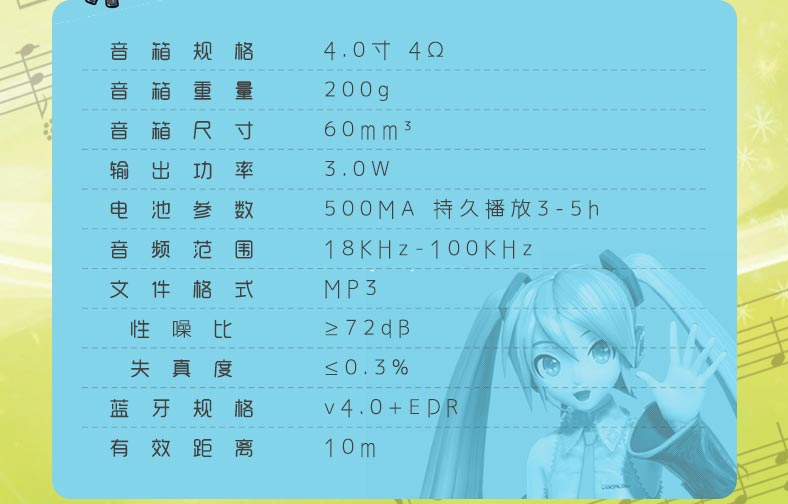 音箱规格 4.0寸 4Ω
音箱重量 200g
音箱尺寸 60mm³
输出功率 3.0W
电池参数 500MA 持久播放3-5h
音频范围 18KHz-100KHz
文件格式 MP3
性噪比 ≥72dB
失真度 ≤0.3%
蓝牙规格 v4.0+EDR
有效距离 10m